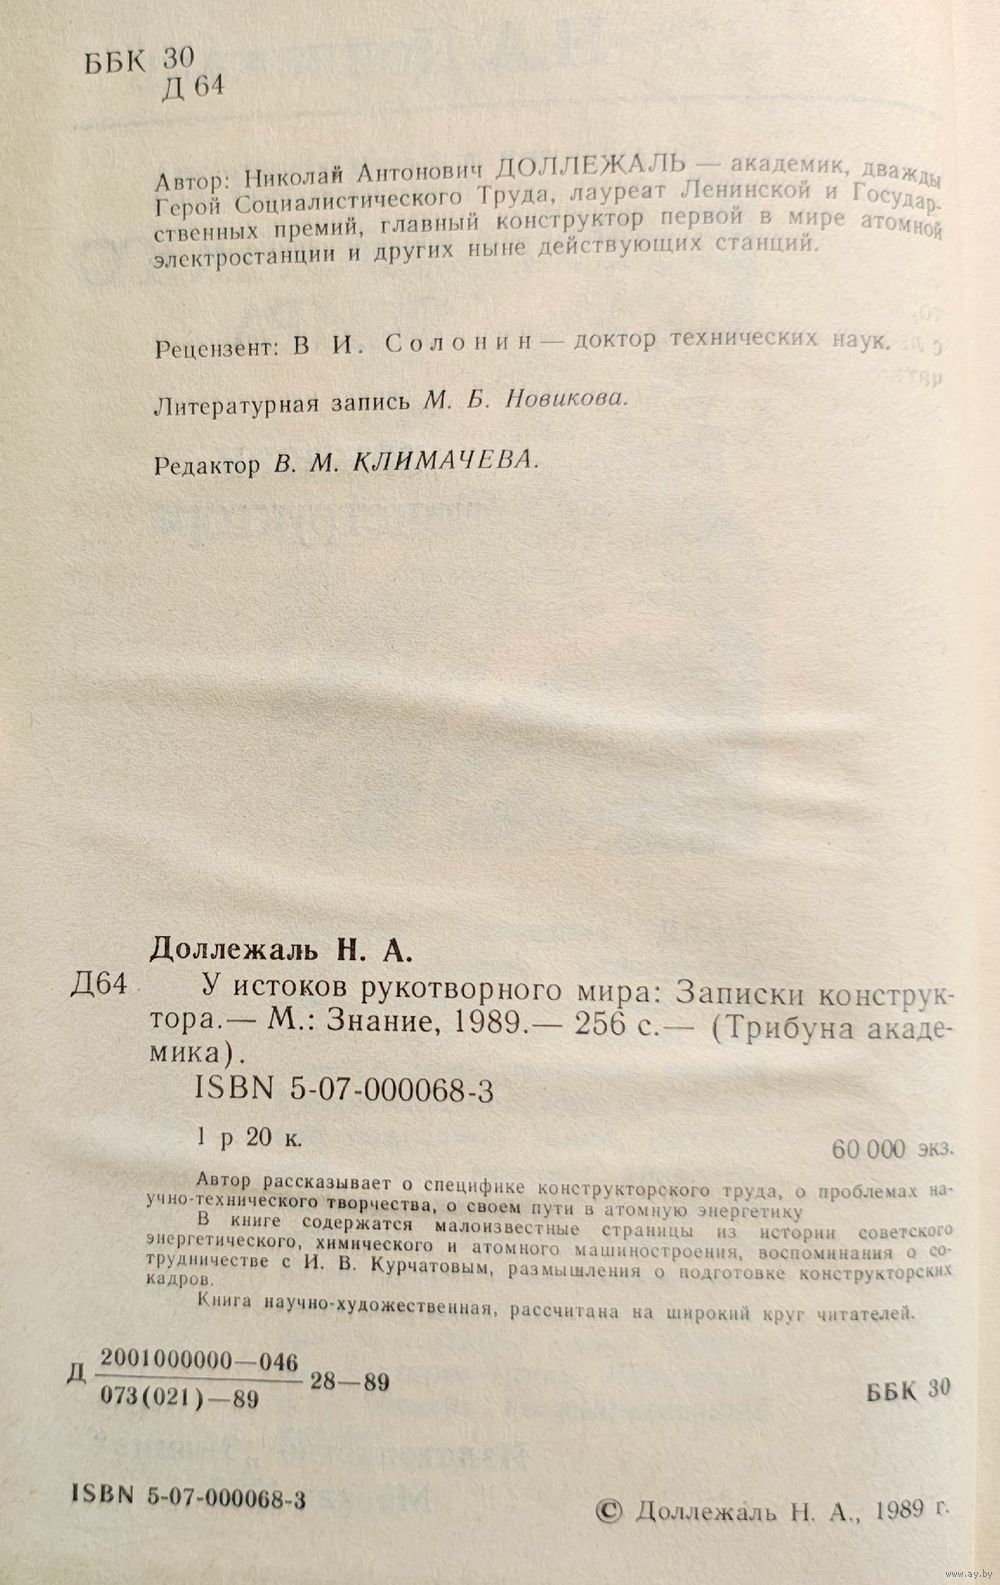 ББК 30
Д 64
Автор: Николай Антонович ДОЛЛЕЖАЛЬ — академик, дважды
Герой Социалистического Труда, лауреат Ленинской и Государ-
ственных премий, главный конструктор первой в мире атомной
электростанции и других ныне действующих станций.
Рецензент: В И. Солонин — доктор технических наук.
Литературная запись М. Б. Новикова.
Редактор В. М. КЛИМАЧЕВА.
Доллежаль Н. А.
Д64 У истоков рукотворного мира: Записки конструк-
тора.— М.: Знание, 1989.— 256 с.— (Трибуна акаде-
мика).
ISBN 5-07-000068-3
1 р 20 к. 60 000 экз.
Автор рассказывает о специфике конструкторского труда, о проблемах на-
учно-технического творчества, о своем пути в атомную энергетику
В книге содержатся малоизвестные страницы из истории советского
энергетического, химического и атомного машиностроения, воспоминания о со-
трудничестве с И. В. Курчатовым, размышления о подготовке конструкторских
кадров.
Книга научно-художественная, рассчитана на широкий круг читателей.
2001000000—046
Д 28—89
073(021)—89
ББК 30
ISBN 5-07-000068-3
© Доллежаль Н. А., 1989 г.
www.ay.by